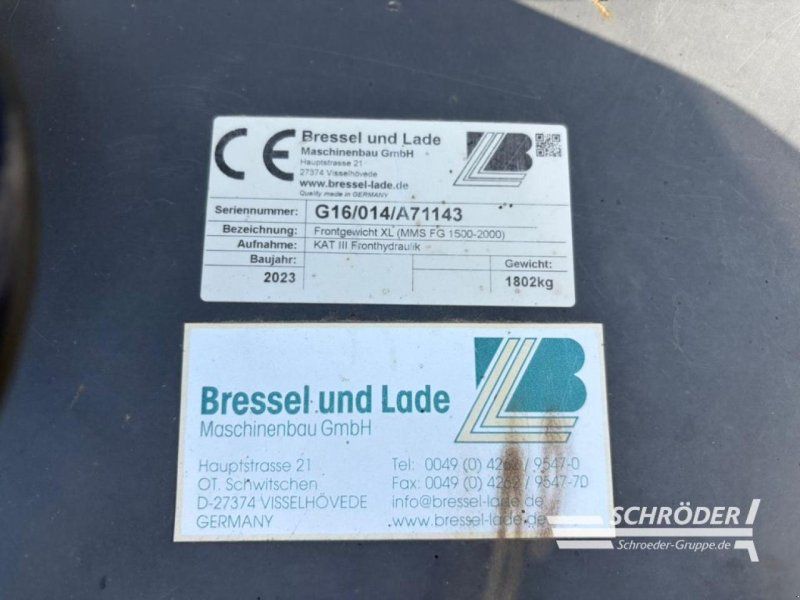 CE
Bressel und Lade
Maschinenbau GmbH
Hauptstrasse 21
27374 Visselhövede
www.bressel-lade.de
Quality made in GERMANY
LB
Seriennummer: G16/014/A71143
Bezeichnung: Frontgewicht XL (MMS FG 1500-2000)
Aufnahme: KAT III Fronthydraulik
Baujahr: Gewicht:
2023 1802kg
LB
Bressel und Lade
Maschinenbau GmbH
Hauptstrasse 21 Tel: 0049 (0) 4262 / 9547-0
OT. Schwitschen Fax: 0049 (0) 4262 / 9547-70
D-27374 VISSELHÖVEDE info@bressel-lade.de
GERMANY www.bressel-lade.de
SCHRÖDER
Schroeder-Gruppe.de